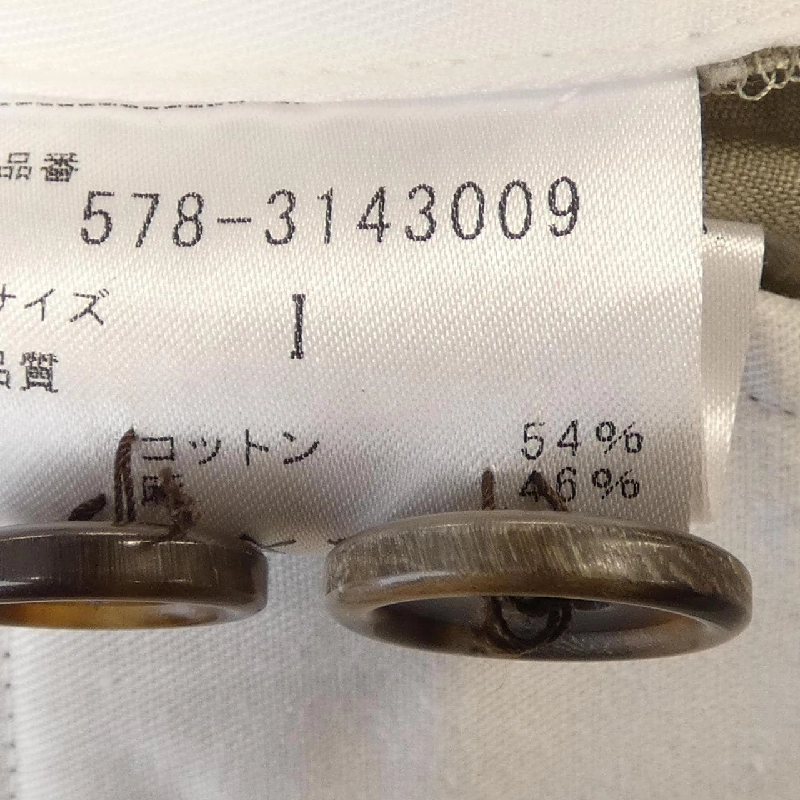 品番
578-3143009
サイズ I
品質
コットン 54%
46%